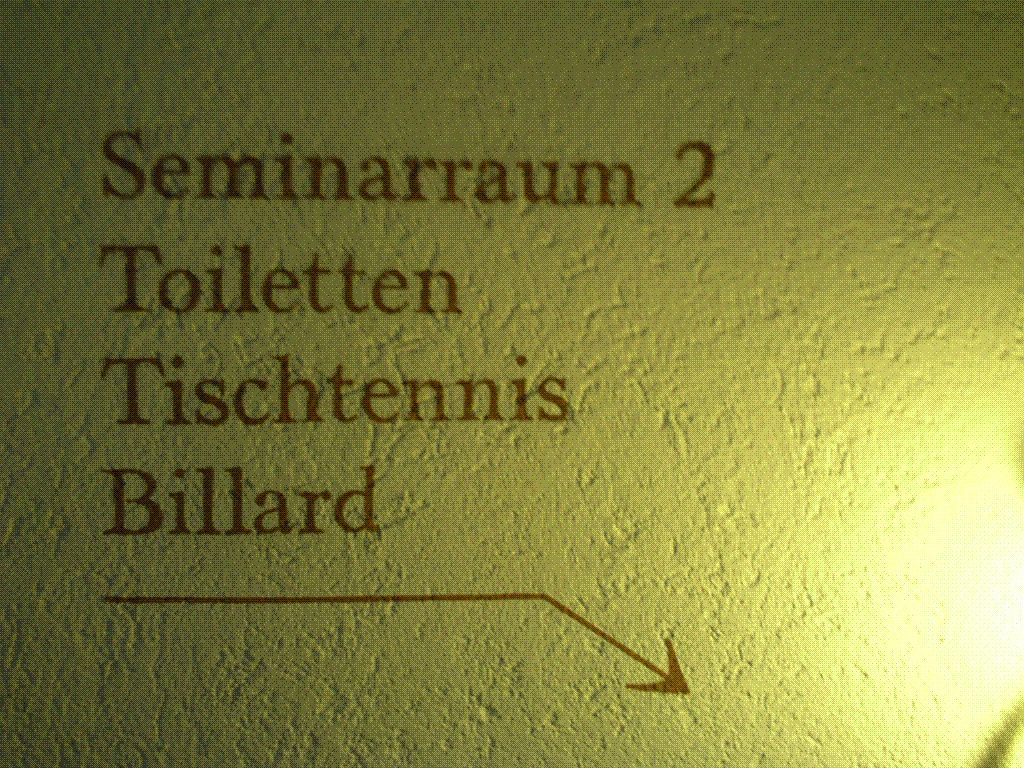 Seminarraum 2
Toiletten
Tischtennis
Billard